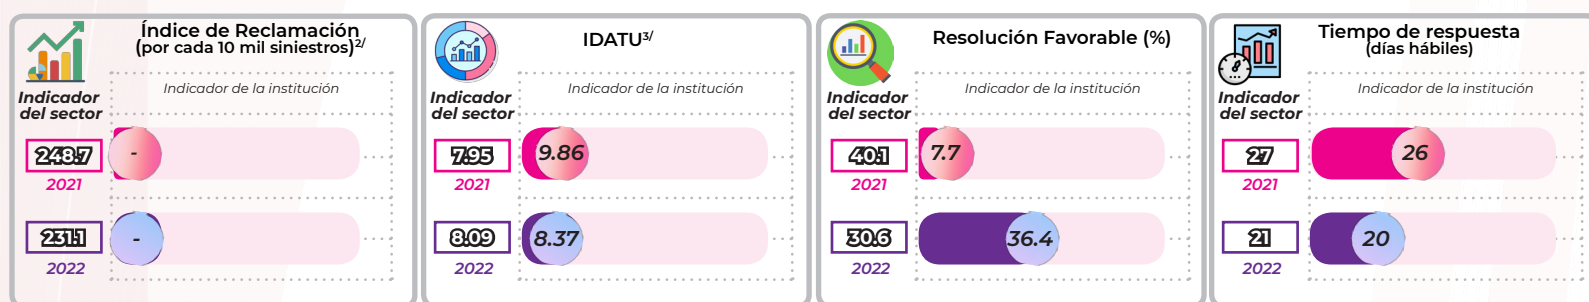 Índice de Reclamación
(por cada 10 mil siniestros)2/
Indicador de la institución
Indicador
del sector
248.7
-
2021
231.1
-
2022
IDATU3/
Indicador de la institución
Indicador
del sector
7.95
9.86
2021
8.09
8.37
2022
Resolución Favorable (%)
Indicador de la institución
Indicador
del sector
40.1
7.7
2021
30.6
36.4
2022
Tiempo de respuesta
(días hábiles)
Indicador de la institución
Indicador
del sector
27
26
2021
21
20
2022